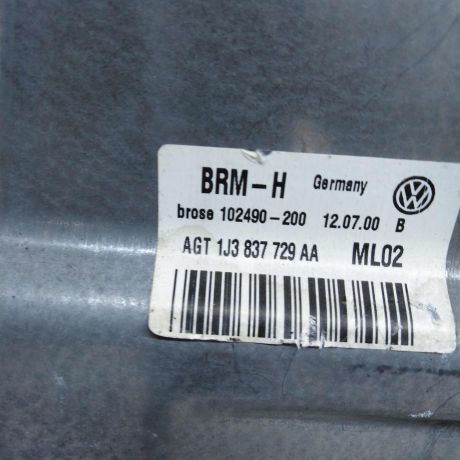 BRM-H Germany
brose 102490-200 12.07.00 B
AGT 1J3 837 729 AA ML02